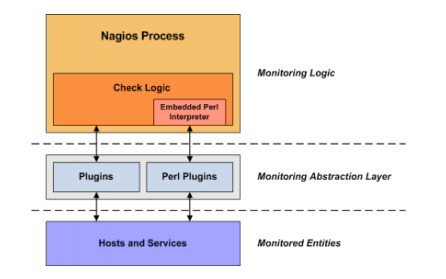 Nagios Process
Check Logic
Embedded Perl
Interpreter
Monitoring Logic
Plugins
Perl Plugins
Monitoring Abstraction Layer
Hosts and Services
Monitored Entities